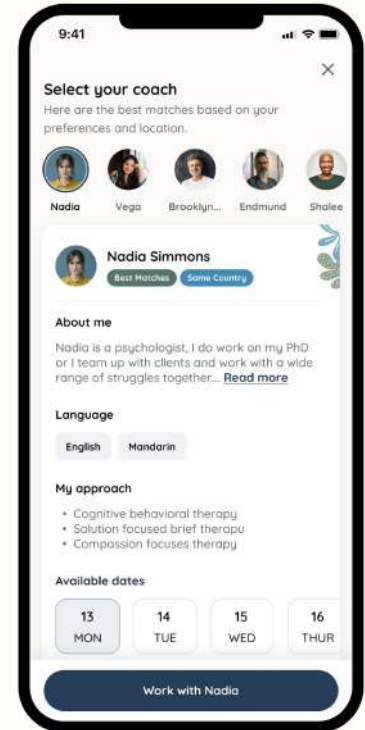 9:41
Select your coach
Here are the best matches based on your
preferences and location.
Nadia Vega Brooklyn... Endmund Shalee
Nadia Simmons
Best Matches Same Country
About me
Nadia is a psychologist, I do work on my PhD
or I team up with clients and work with a wide
range of struggles together... Read more
Language
English Mandarin
My approach
• Cognitive behavioral therapy
• Solution focused brief therapu
• Compassion focuses therapy
Available dates
13 14 15 16
MON TUE WED THUR
Work with Nadia